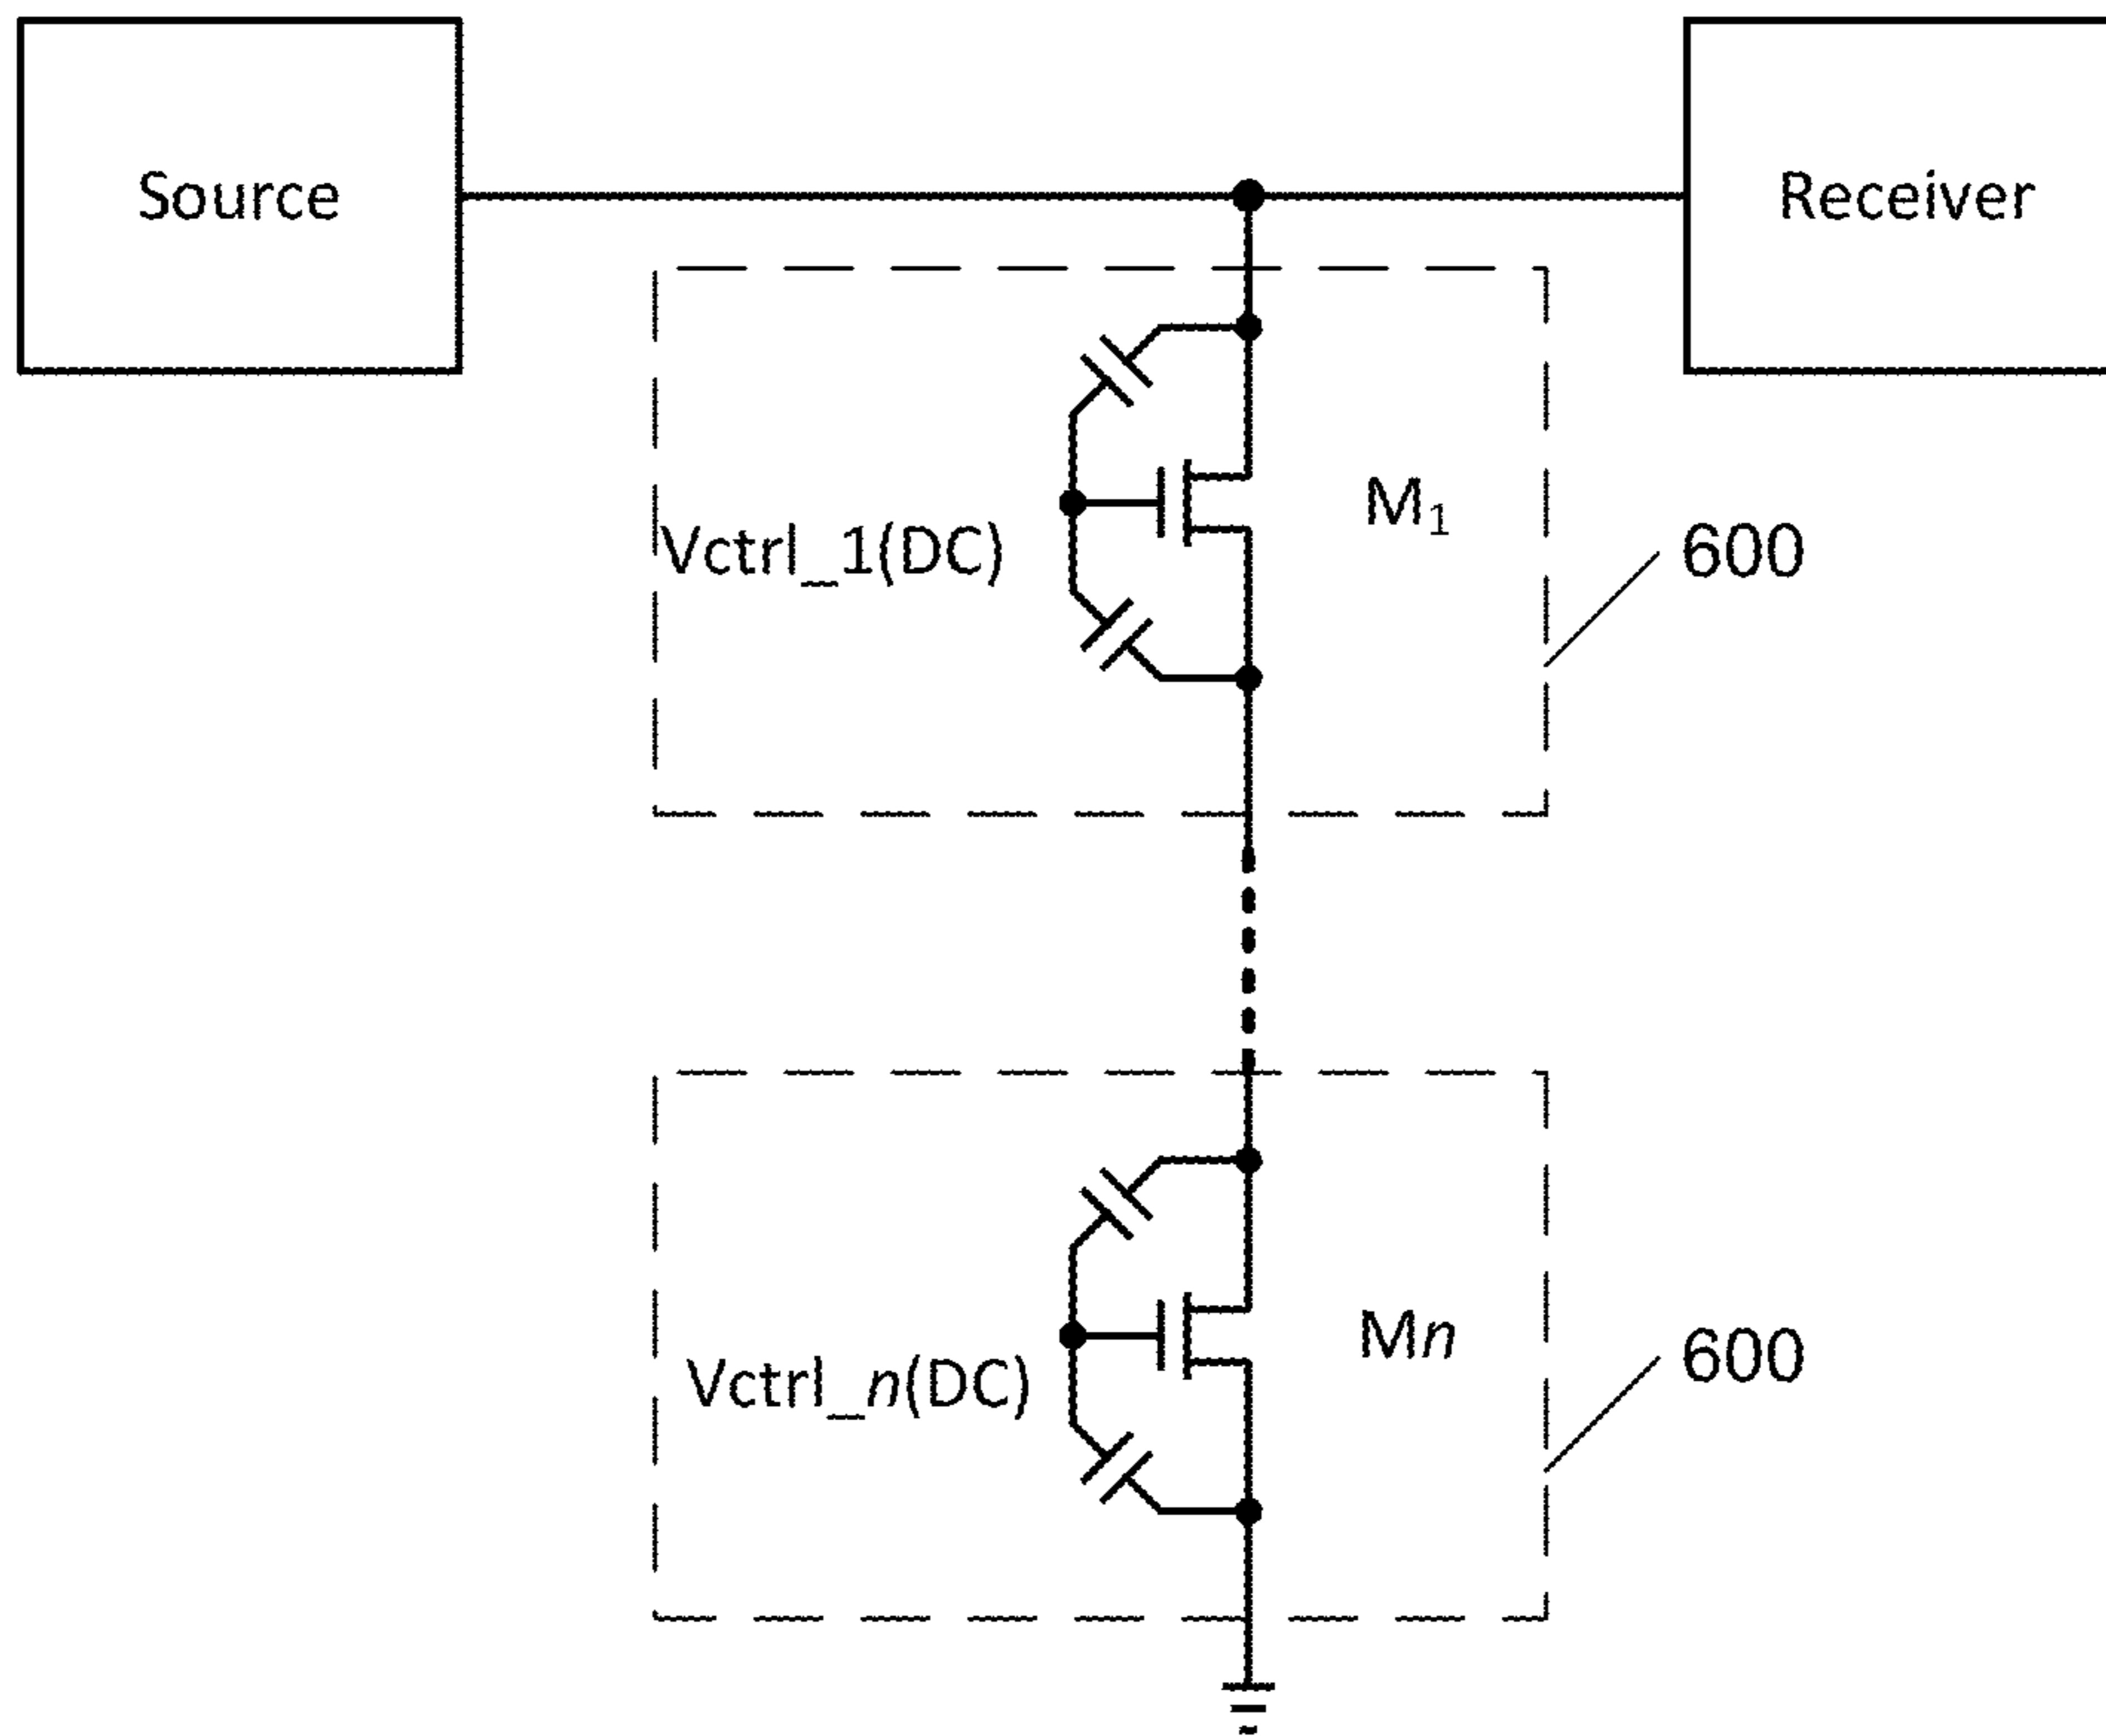 Source
Receiver
M₁
Vctrl_1(DC)
600
Mn
Vctrl_n(DC)
600